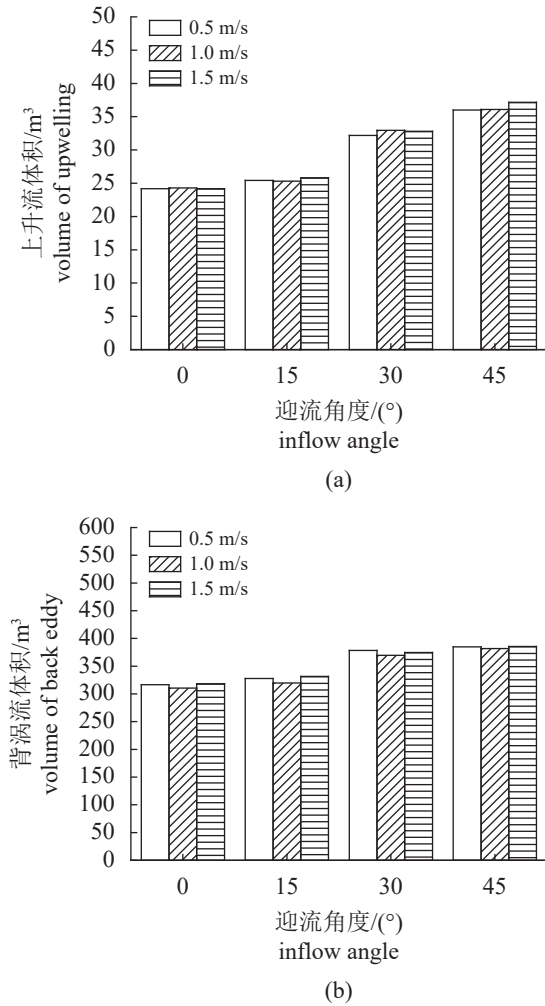 50
45
40
35
30
25
20
15
10
5
0
上升流体积/m³
volume of upwelling
0.5 m/s
1.0 m/s
1.5 m/s
0 15 30 45
迎流角度/(°)
inflow angle
(a)
600
550
500
450
400
350
300
250
200
150
100
50
0
背涡流体积/m³
volume of back eddy
0.5 m/s
1.0 m/s
1.5 m/s
0 15 30 45
迎流角度/(°)
inflow angle
(b)